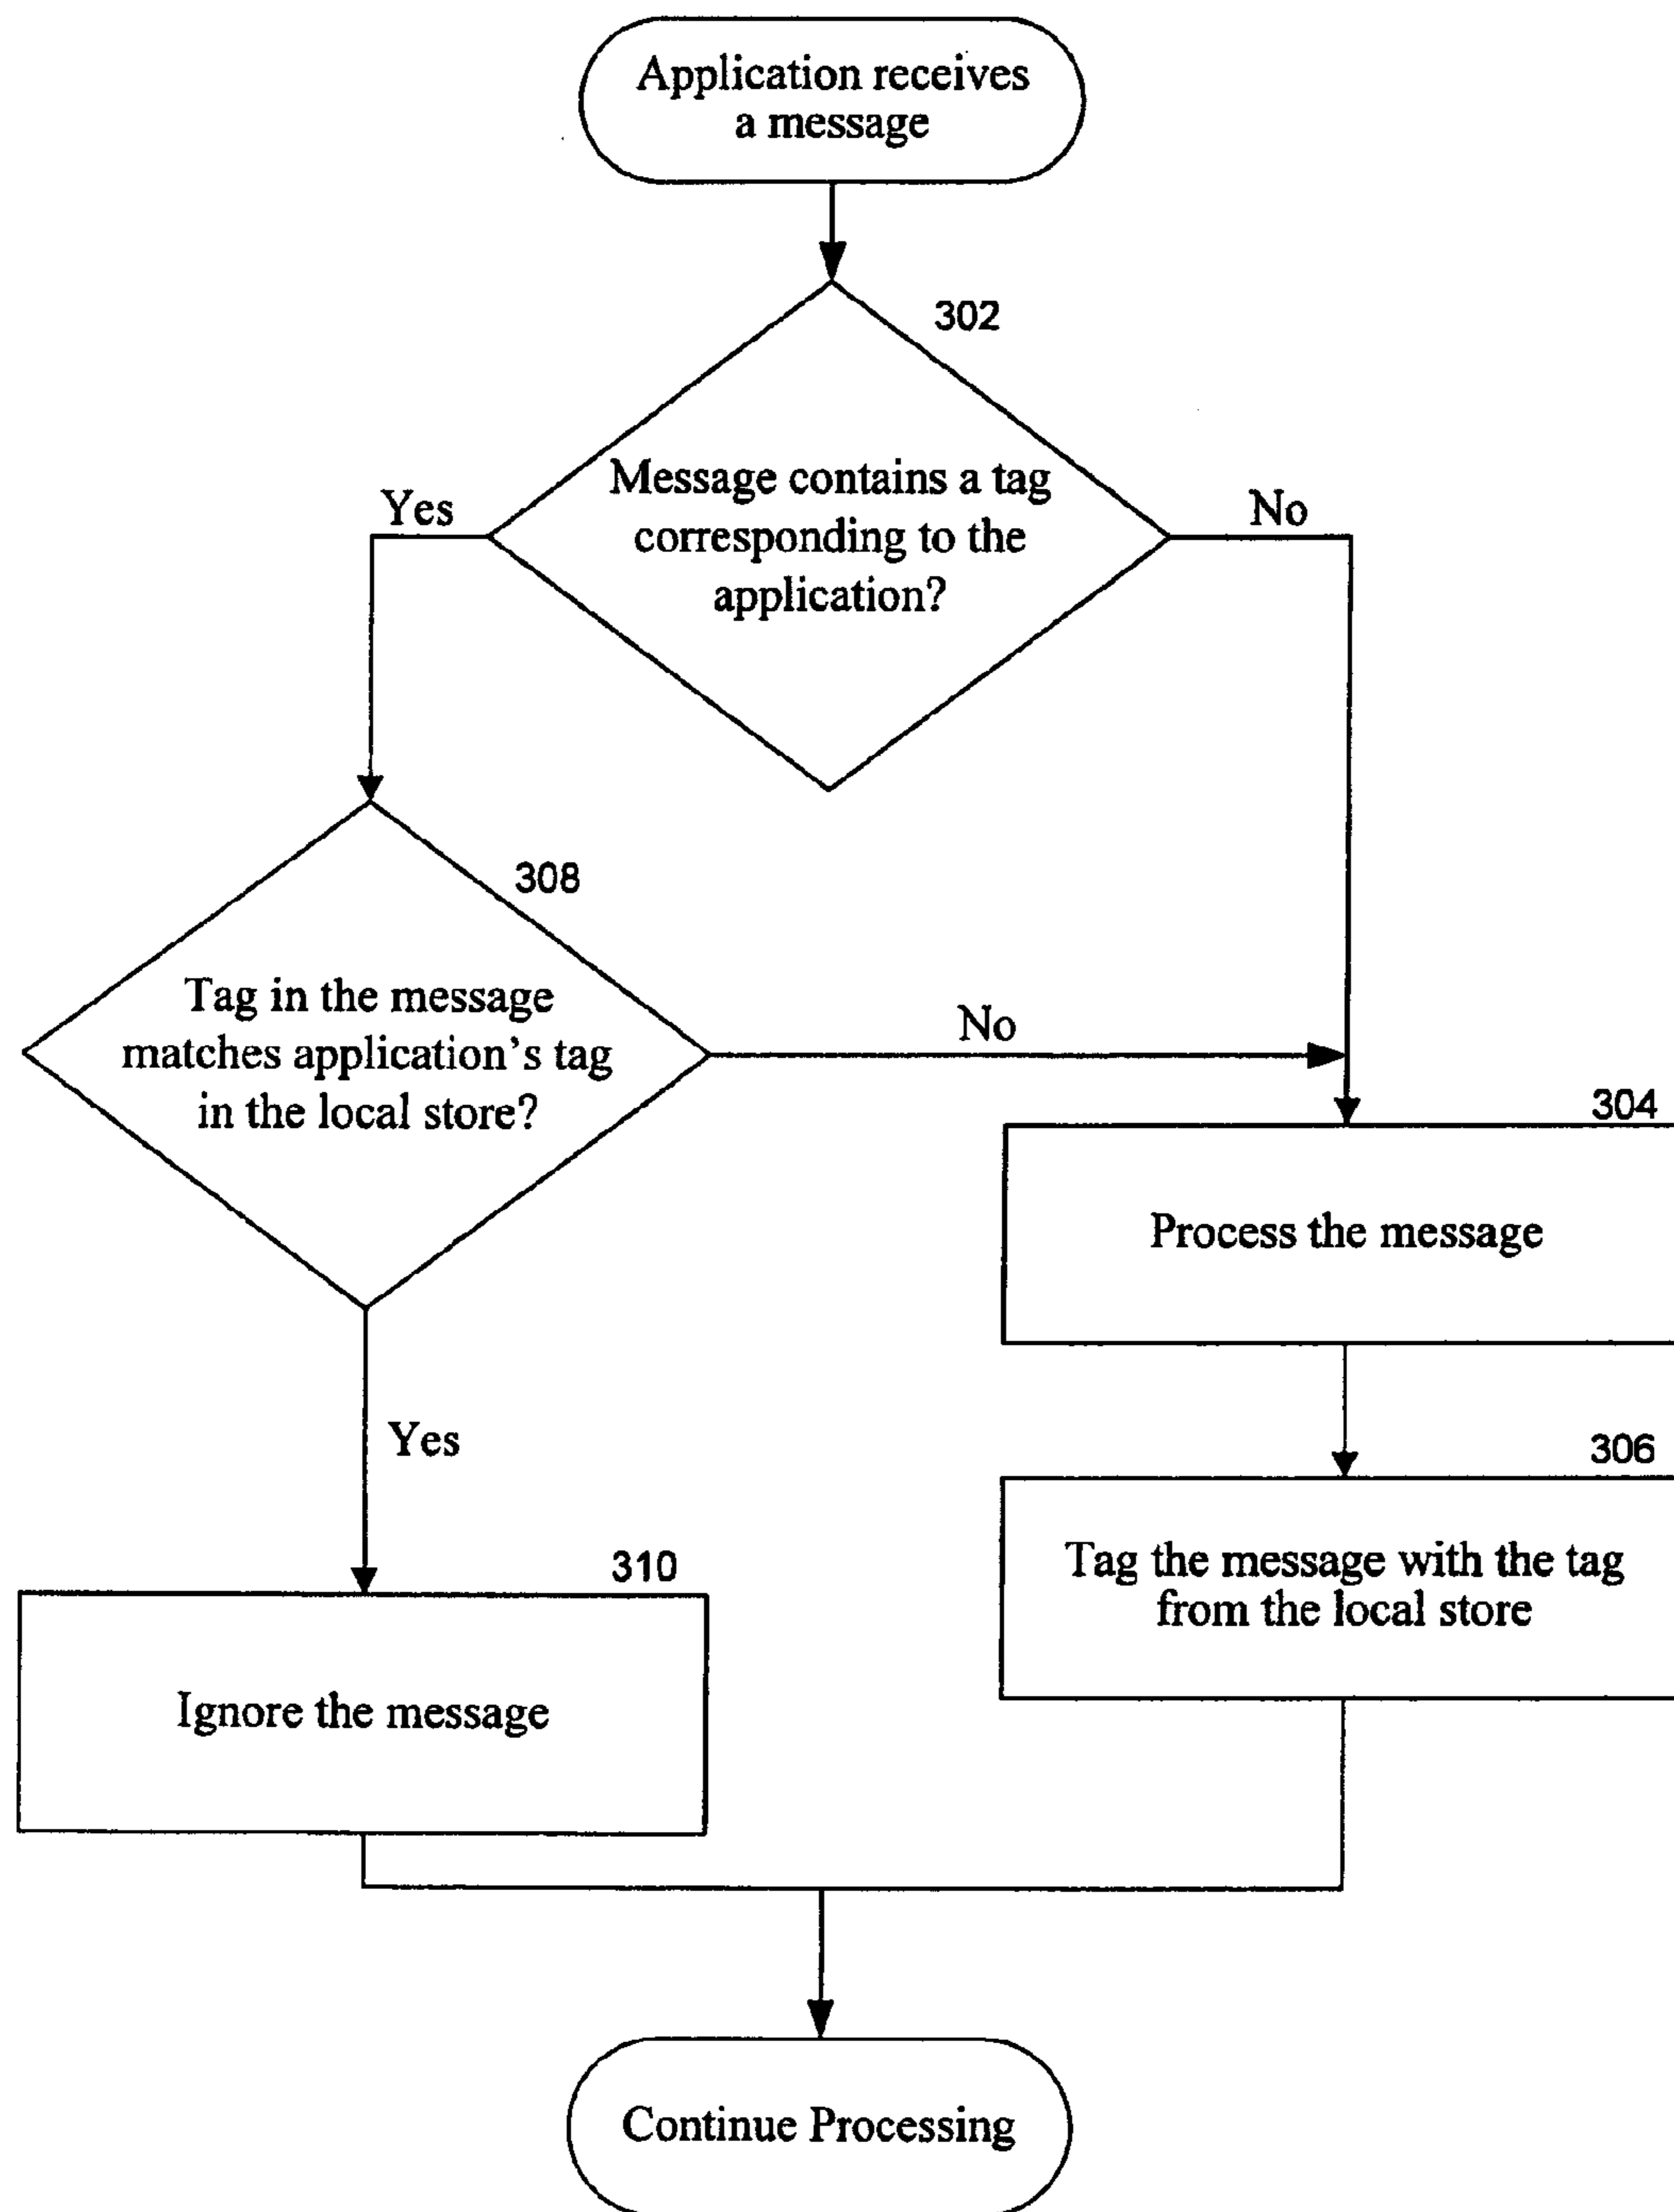 Application receives
a message
302
Message contains a tag
corresponding to the
application?
Yes
No
308
Tag in the message
matches application's tag
in the local store?
No
304
Process the message
Yes
306
Tag the message with the tag
from the local store
310
Ignore the message
Continue Processing